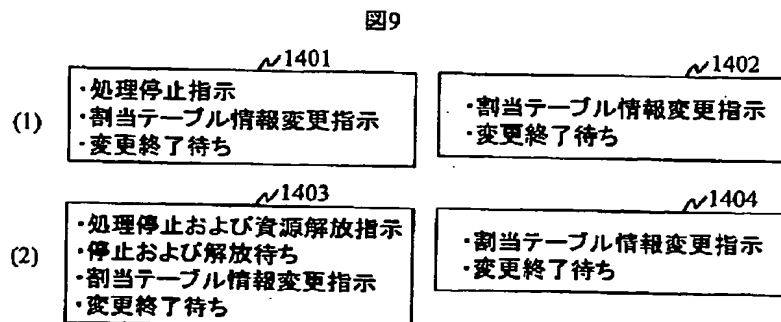 図9
1401
1402
(1)
・処理停止指示
・割当テーブル情報変更指示
・変更終了待ち
・割当テーブル情報変更指示
・変更終了待ち
1403
1404
(2)
・処理停止および資源解放指示
・停止および解放待ち
・割当テーブル情報変更指示
・変更終了待ち
・割当テーブル情報変更指示
・変更終了待ち